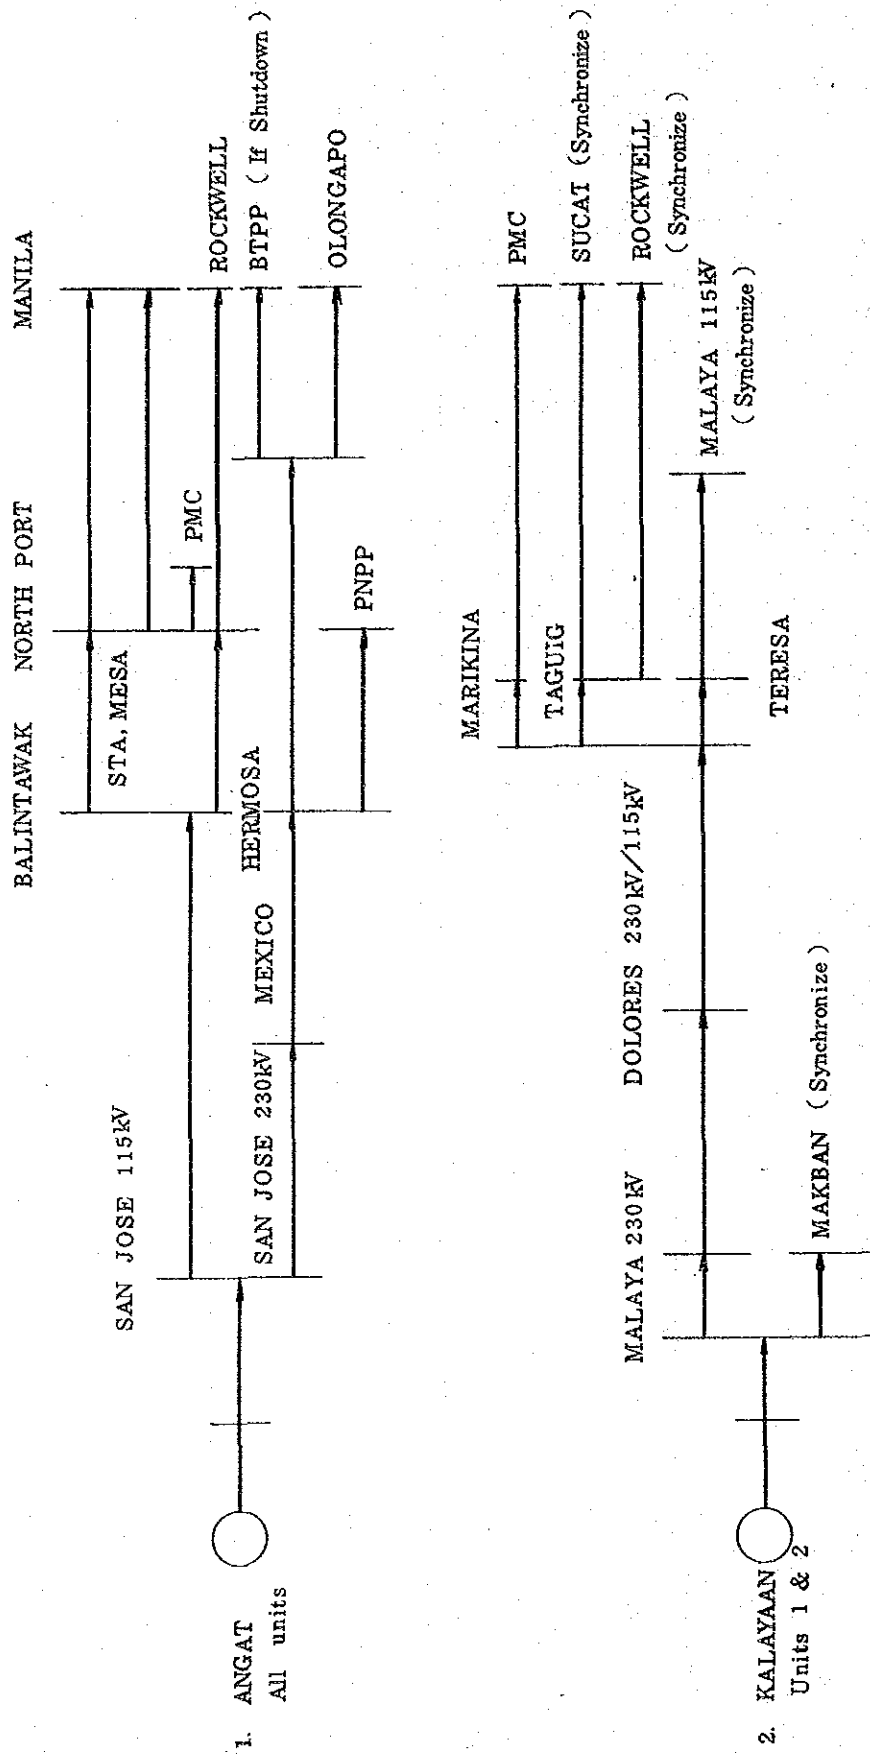 1. ANGAT
All units
SAN JOSE 115kV
SAN JOSE 230kV
BALINTAWAK
STA, MESA
MEXICO
HERMOSA
NORTH PORT
PMC
PNPP
MANILA
ROCKWELL
BTPP ( If Shutdown )
OLONGAPO
2. KALAYAAN
Units 1 & 2
MALAYA 230kV
MAKBAN ( Synchronize )
DOLORES 230kV/115kV
MARIKINA
TAGUIG
TERESA
PMC
SUCAT ( Synchronize )
ROCKWELL
( Synchronize )
MALAYA 115kV
( Synchronize )